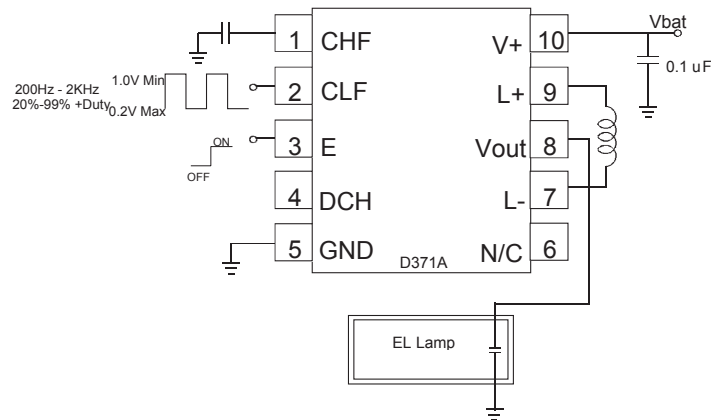 Vbat
1 CHF V+ 10
0.1 uF
1.0V Min
200Hz - 2KHz
20%-99% +Duty
0.2V Max
2 CLF L+ 9
ON
OFF
3 E Vout 8
4 DCH L- 7
5 GND N/C 6
D371A
EL Lamp